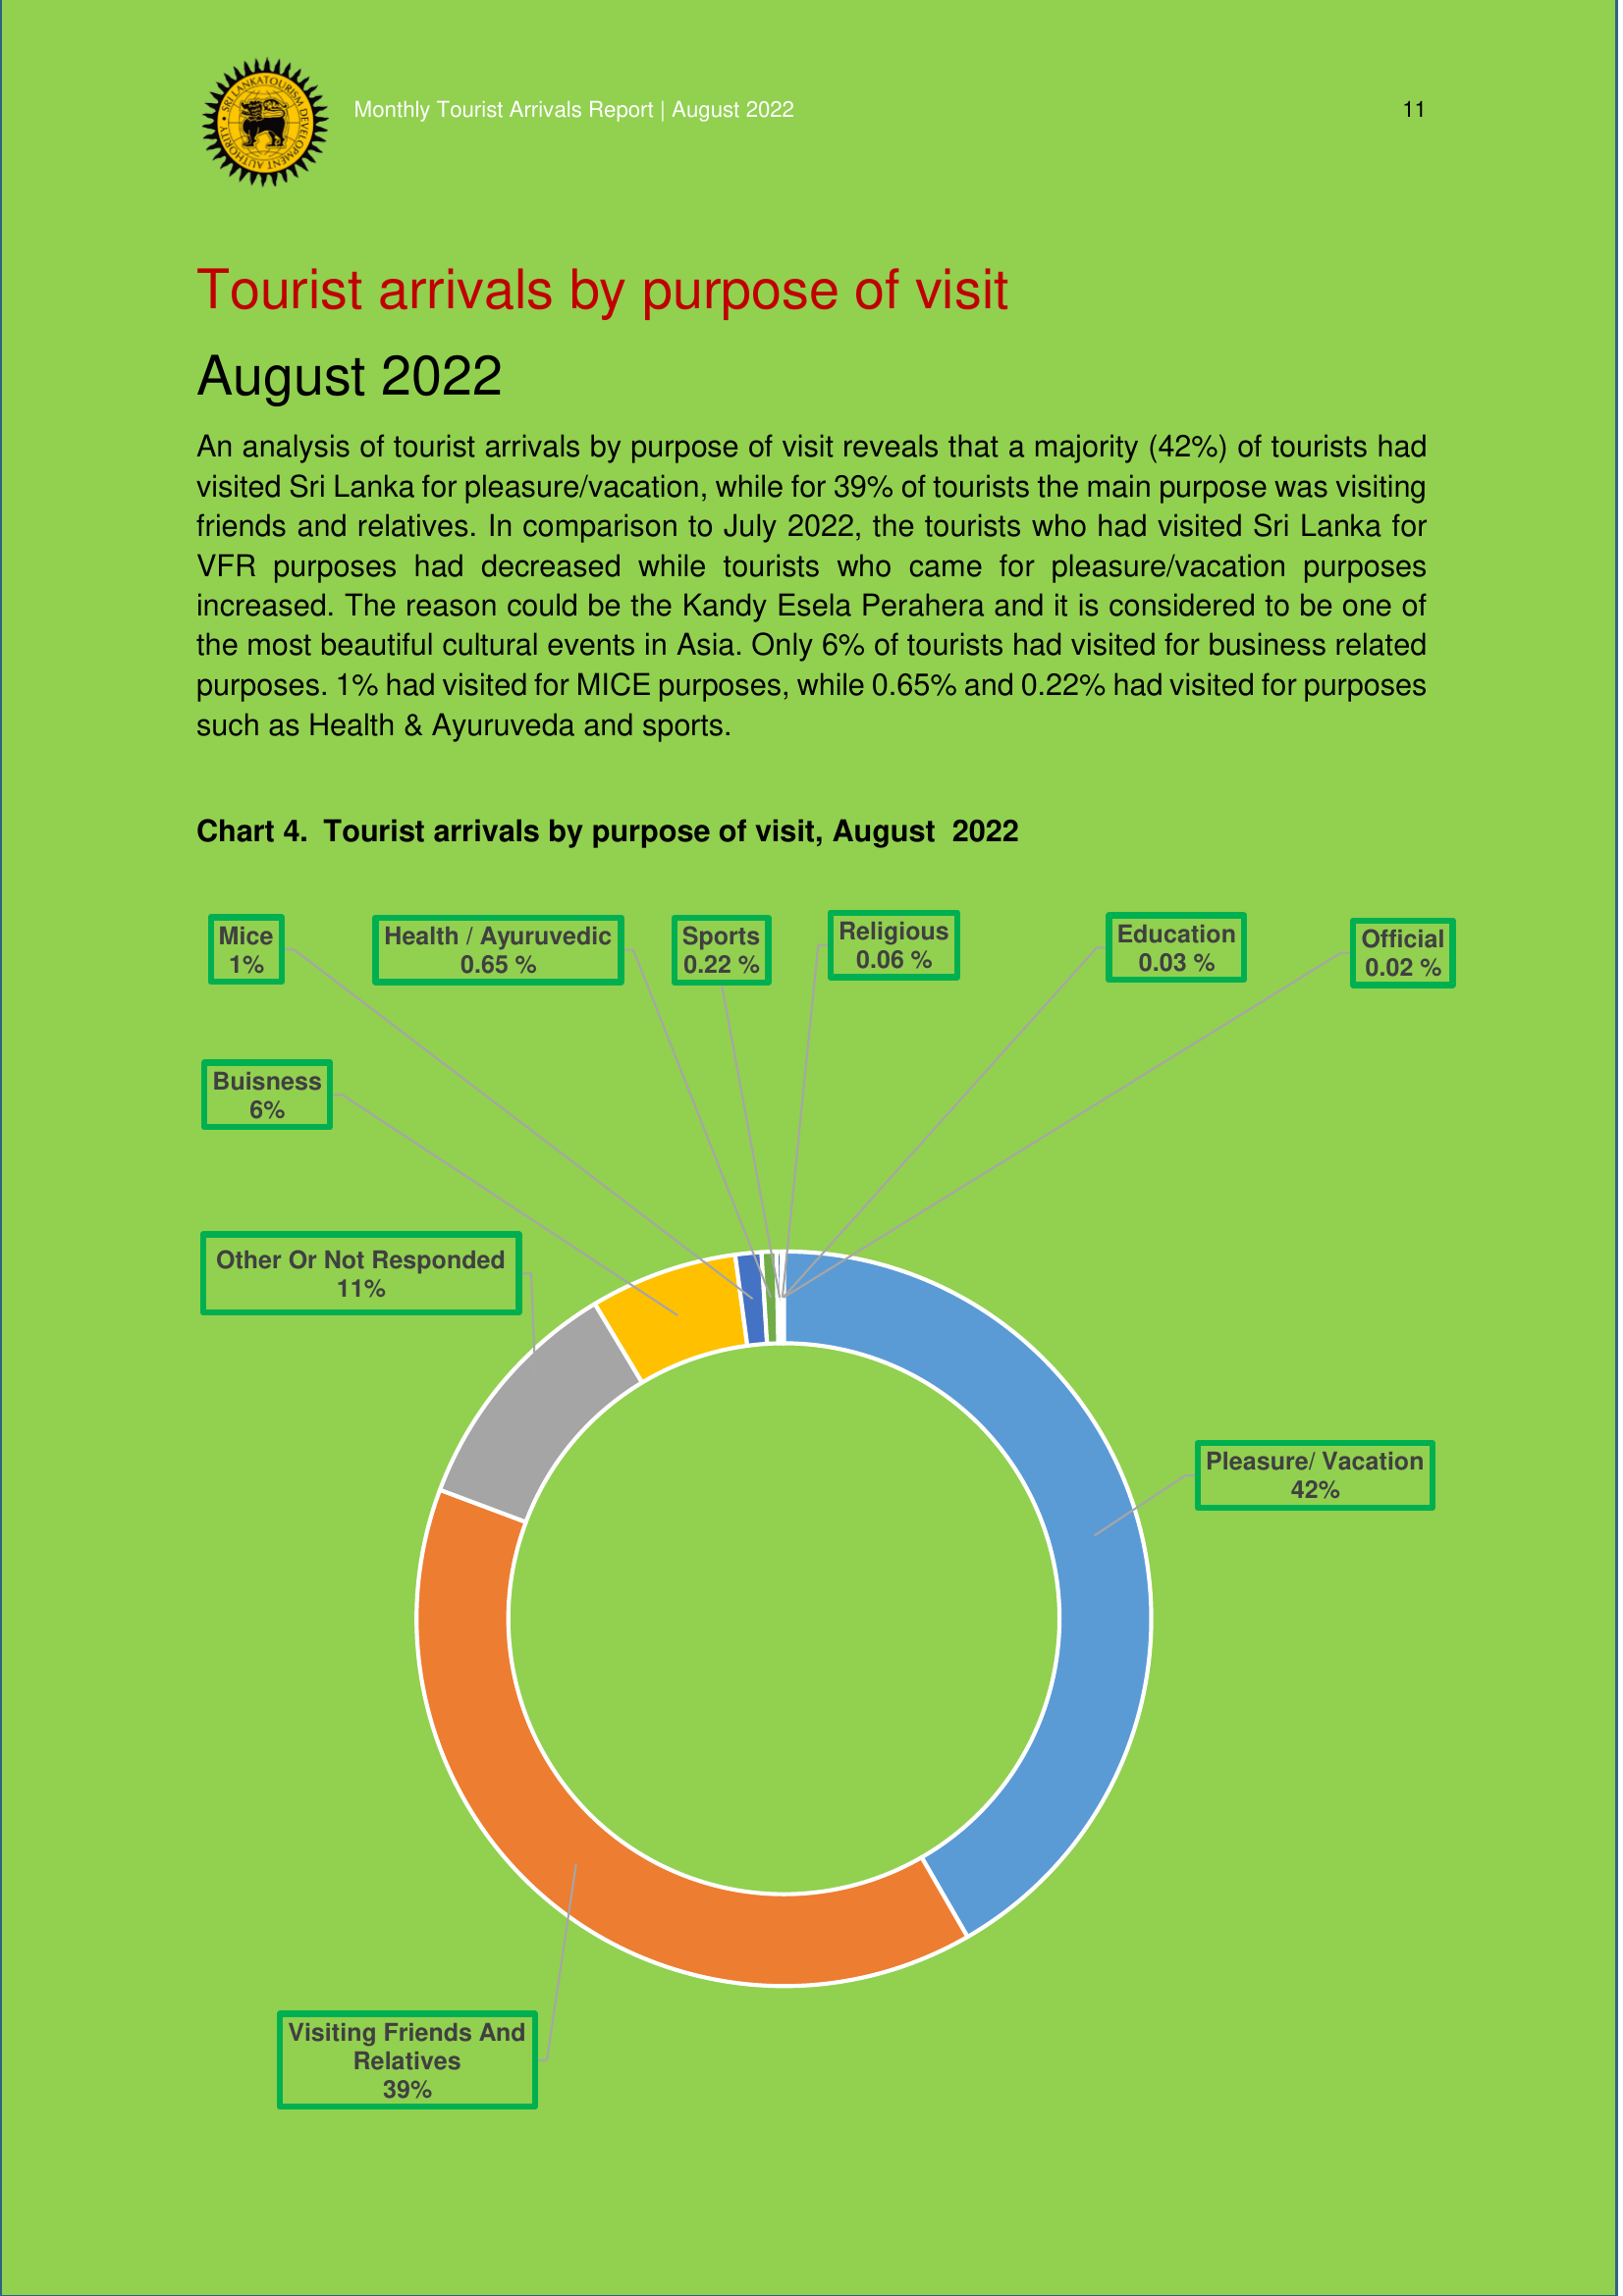 SRI LANKA TOURISM DEVELOPMENT AUTHORITY
Monthly Tourist Arrivals Report | August 2022
11
Tourist arrivals by purpose of visit
August 2022
An analysis of tourist arrivals by purpose of visit reveals that a majority (42%) of tourists had
visited Sri Lanka for pleasure/vacation, while for 39% of tourists the main purpose was visiting
friends and relatives. In comparison to July 2022, the tourists who had visited Sri Lanka for
VFR purposes had decreased while tourists who came for pleasure/vacation purposes
increased. The reason could be the Kandy Esela Perahera and it is considered to be one of
the most beautiful cultural events in Asia. Only 6% of tourists had visited for business related
purposes. 1% had visited for MICE purposes, while 0.65% and 0.22% had visited for purposes
such as Health & Ayuruveda and sports.
Chart 4. Tourist arrivals by purpose of visit, August 2022
Mice
1%
Health / Ayuruvedic
0.65 %
Sports
0.22 %
Religious
0.06 %
Education
0.03 %
Official
0.02 %
Buisness
6%
Other Or Not Responded
11%
Pleasure/ Vacation
42%
Visiting Friends And
Relatives
39%